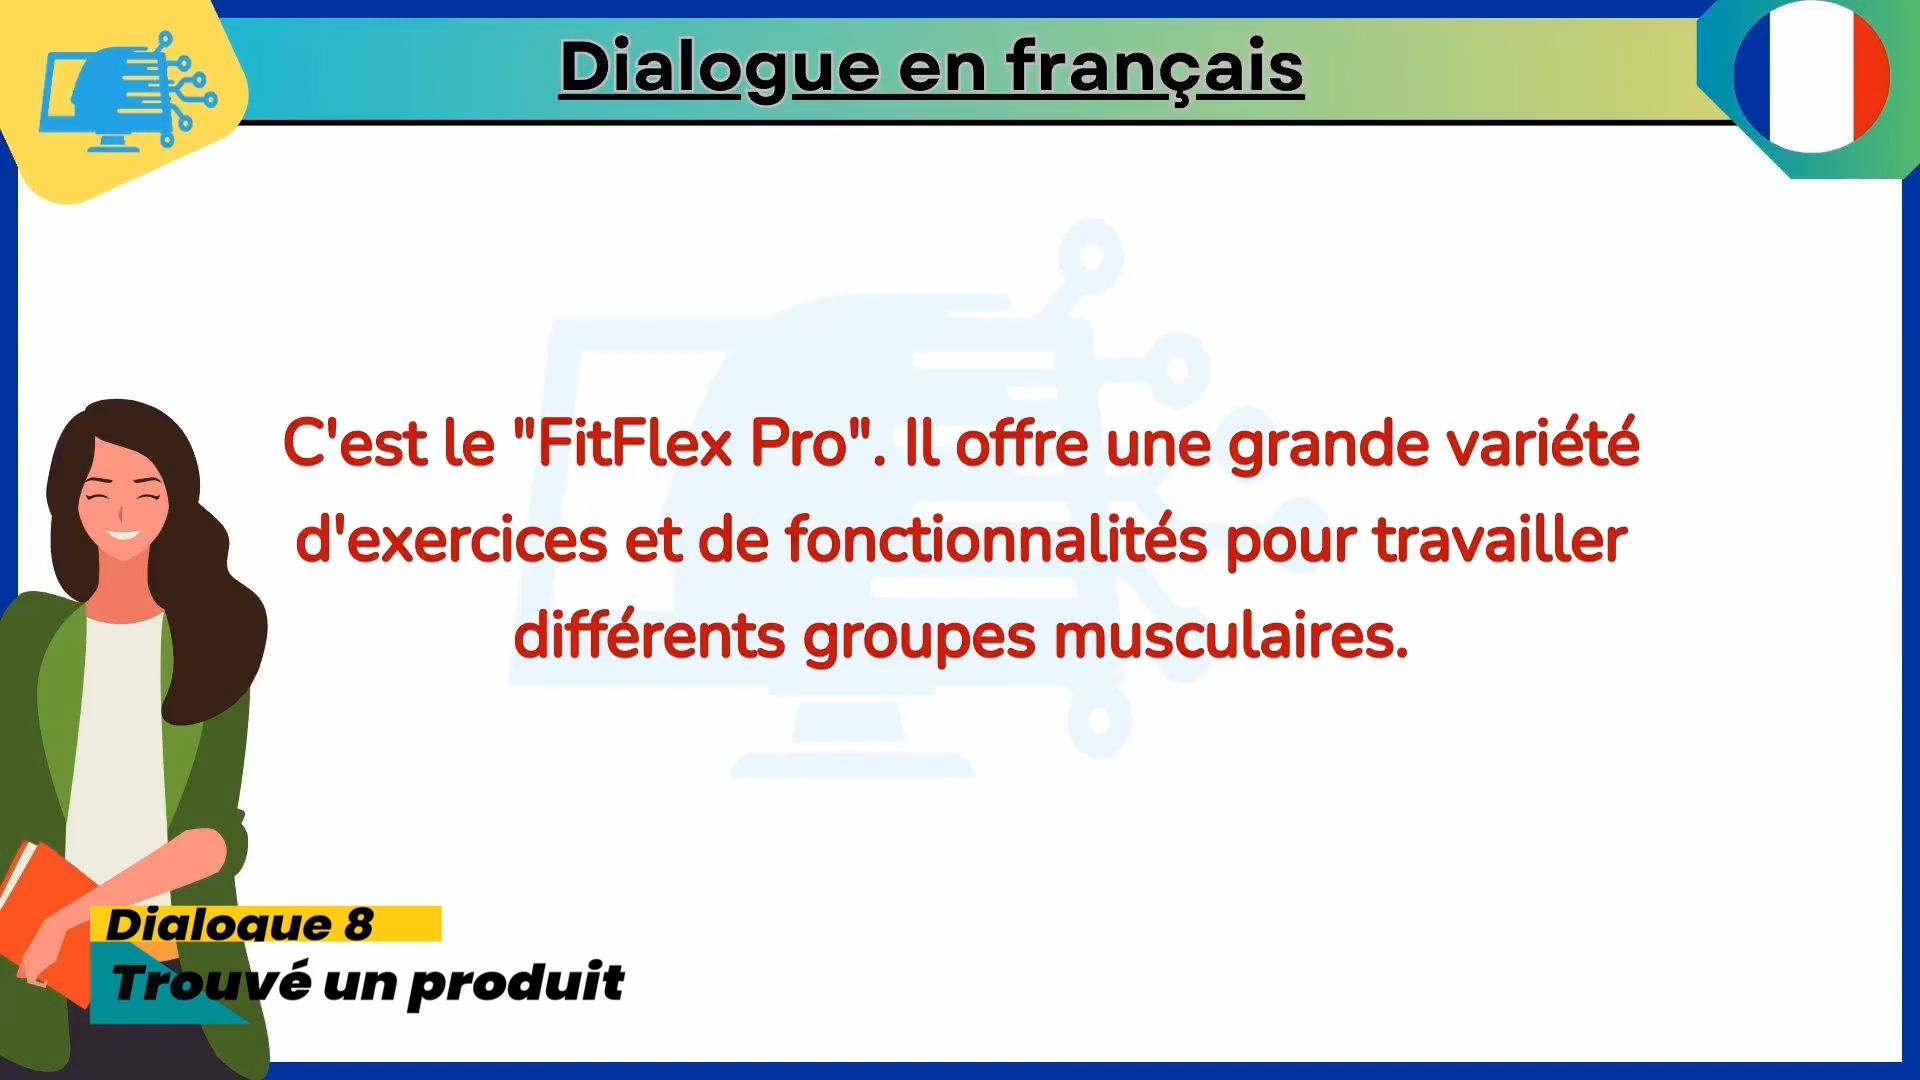 Dialogue en français
C'est le "FitFlex Pro". Il offre une grande variété
d'exercices et de fonctionnalités pour travailler
différents groupes musculaires.
Dialogue 8
Trouvé un produit